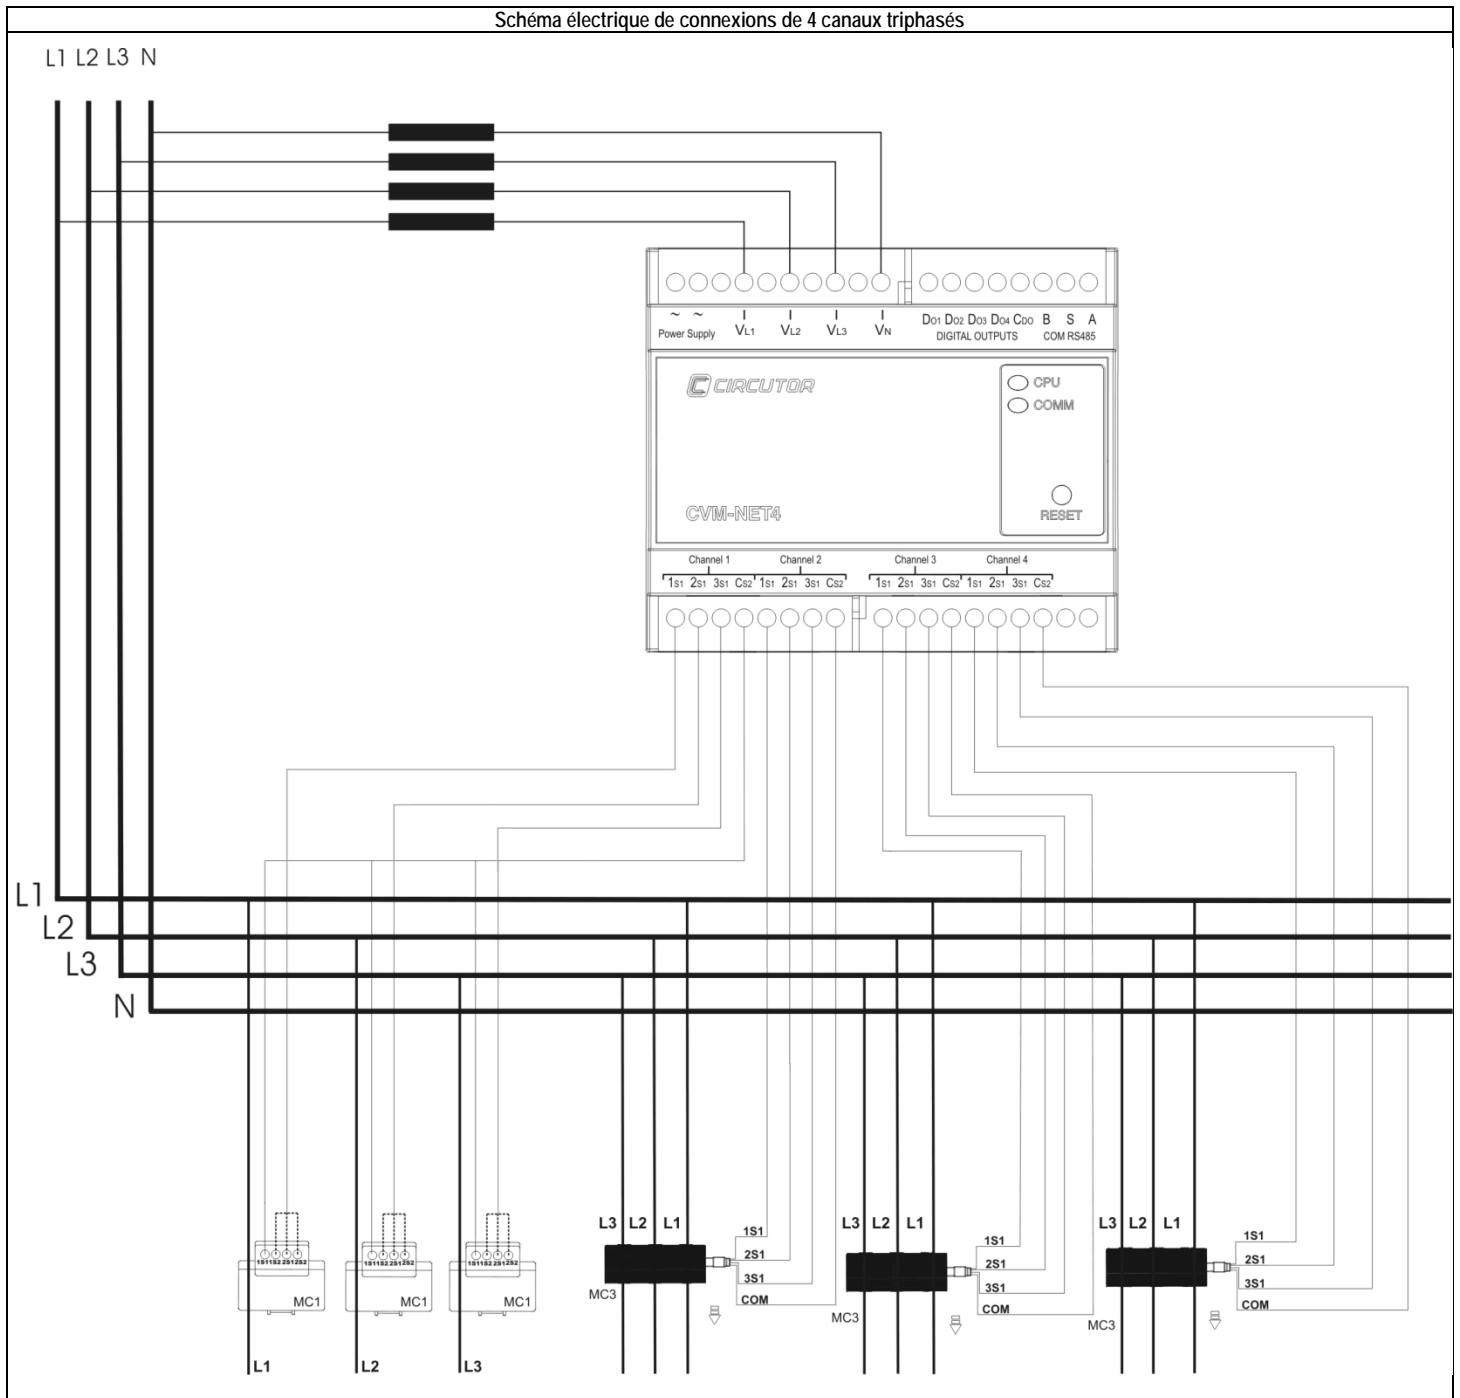 Schéma électrique de connexions de 4 canaux triphasés
L1 L2 L3 N
~ ~
Power Supply VL1 VL2 VL3 VN
DO1 DO2 DO3 DO4 CDO B S A
DIGITAL OUTPUTS COM RS485
CIRCUTOR
CPU
COMM
RESET
CVM-NET4
Channel 1 Channel 2 Channel 3 Channel 4
1S1 2S1 3S1 CS2 1S1 2S1 3S1 CS2 1S1 2S1 3S1 CS2 1S1 2S1 3S1 CS2
L1
L2
L3
N
L3 L2 L1
1S1
2S1
3S1
COM
MC3
L3 L2 L1
1S1
2S1
3S1
COM
MC3
L3 L2 L1
1S1
2S1
3S1
COM
MC3
1S1 1S2 2S1 2S2
MC1
1S1 1S2 2S1 2S2
MC1
1S1 1S2 2S1 2S2
MC1
L1
L2
L3